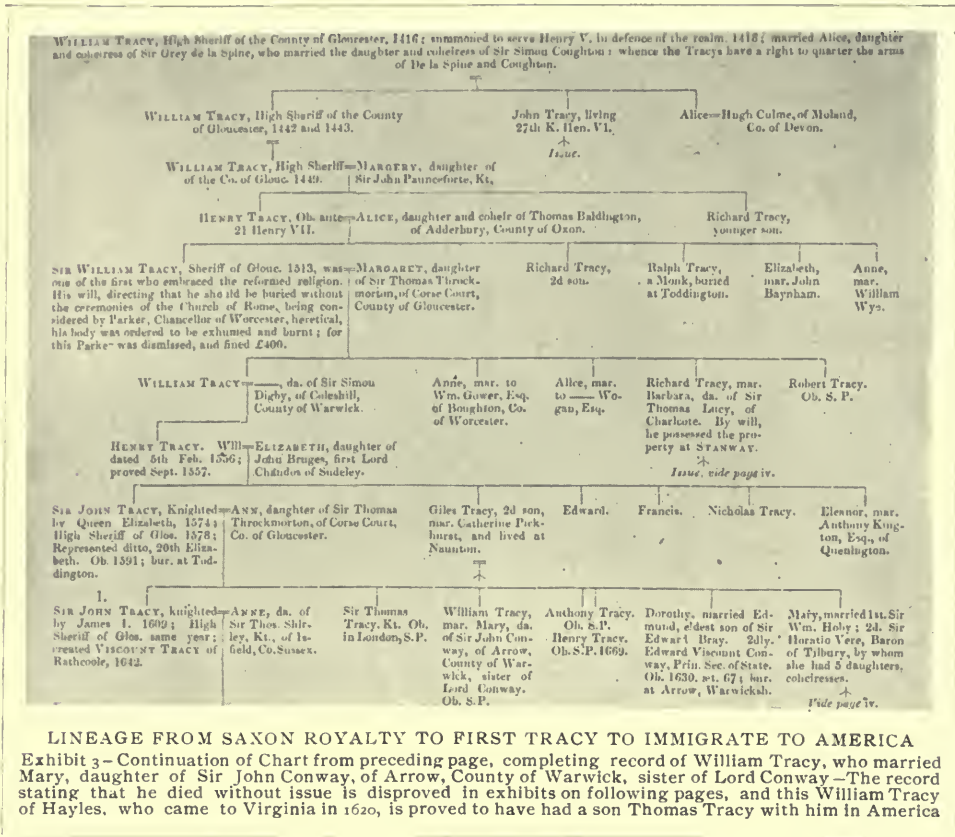 WILLIAM TRACY, High Sheriff of the County of Gloucester, 1416; summoned to serve Henry V. in defence of the realm. 1418; married Alice, daughter
and coheiress of Sir Grey de la Spine, who married the daughter and coheiress of Sir Simon Coughton: whence the Tracys have a right to quarter the arms
of De la Spine and Coughton.
WILLIAM TRACY, High Sheriff of the County
of Gloucester, 1442 and 1443.
John Tracy, living
27th K. Hen. VI.
Issue.
Alice=Hugh Culme, of Moland,
Co. of Devon.
WILLIAM TRACY, High Sheriff=MARGERY, daughter of
of the Co. of Glouc. 1449. Sir John Paunceforte, Kt,
HENRY TRACY, Ob. ante=ALICE, daughter and coheir of Thomas Baldington,
21 Henry VII. of Adderbury, County of Oxon.
Richard Tracy,
younger son.
SIR WILLIAM TRACY, Sheriff of Glouc. 1513, was=MARGARET, daughter
one of the first who embraced the reformed religion. of Sir Thomas Throck-
His will, directing that he should be buried without morton, of Corse Court,
the ceremonies of the Church of Rome, being con- County of Gloucester.
sidered by Parker, Chancellor of Worcester, heretical,
his body was ordered to be exhumed and burnt; for
this Parker was dismissed, and fined £400.
Richard Tracy,
2d son.
Ralph Tracy,
a Monk, buried
at Toddington.
Elizabeth,
mar. John
Baynham.
Anne,
mar.
William
Wye.
WILLIAM TRACY=——, da. of Sir Simon
Digby, of Coleshill,
County of Warwick.
Anne, mar. to
Wm. Gower, Esq.
of Boughton, Co.
of Worcester.
Alice, mar.
to —— Wo-
gan, Esq.
Richard Tracy, mar.
Barbara, da. of Sir
Thomas Lucy, of
Charlcote. By will,
he possessed the pro-
perty at STANWAY.
Issue, vide page iv.
Robert Tracy.
Ob. S. P.
HENRY TRACY. Will=ELIZABETH, daughter of
dated 5th Feb. 1556; John Bruges, first Lord
proved Sept. 1557. Chandos of Sudeley.
SIR JOHN TRACY, Knighted=ANN, daughter of Sir Thomas
by Queen Elizabeth, 1574; Throckmorton, of Corse Court,
High Sheriff of Glos. 1578; Co. of Gloucester.
Represented ditto, 20th Eliza-
beth. Ob. 1591; bur. at Tod-
dington.
Giles Tracy, 2d son,
mar. Catherine Pick-
hurst, and lived at
Naunton.
Edward.
Francis.
Nicholas Tracy.
Eleanor, mar.
Anthony King-
ton, Esq., of
Quenington.
1.
SIR JOHN TRACY, knighted=ANNE, da. of
by James I. 1609; High Sir Thos. Shir-
Sheriff of Glos. same year; ley, Kt., of Is-
created VISCOUNT TRACY of field, Co. Sussex.
Rathcoole, 1642.
Sir Thomas
Tracy. Kt. Ob.
in London, S. P.
William Tracy,
mar. Mary, da.
of Sir John Con-
way, of Arrow,
County of War-
wick, sister of
Lord Conway.
Ob. S. P.
Anthony Tracy.
Ob. S. P.
Henry Tracy.
Ob. S. P. 1669.
Dorothy, married Ed-
mund, eldest son of Sir
Edward Bray. 2dly.
Edward Viscount Con-
way, Prin. Sec. of State.
Ob. 1630. æt. 67; bur.
at Arrow, Warwicksh.
Mary, married 1st. Sir
Wm. Hoby; 2d. Sir
Horatio Vere, Baron
of Tilbury, by whom
she had 5 daughters,
coheiresses.
Vide page iv.
LINEAGE FROM SAXON ROYALTY TO FIRST TRACY TO IMMIGRATE TO AMERICA
Exhibit 3—Continuation of Chart from preceding page, completing record of William Tracy, who married
Mary, daughter of Sir John Conway, of Arrow, County of Warwick, sister of Lord Conway—The record
stating that he died without issue is disproved in exhibits on following pages, and this William Tracy
of Hayles, who came to Virginia in 1620, is proved to have had a son Thomas Tracy with him in America